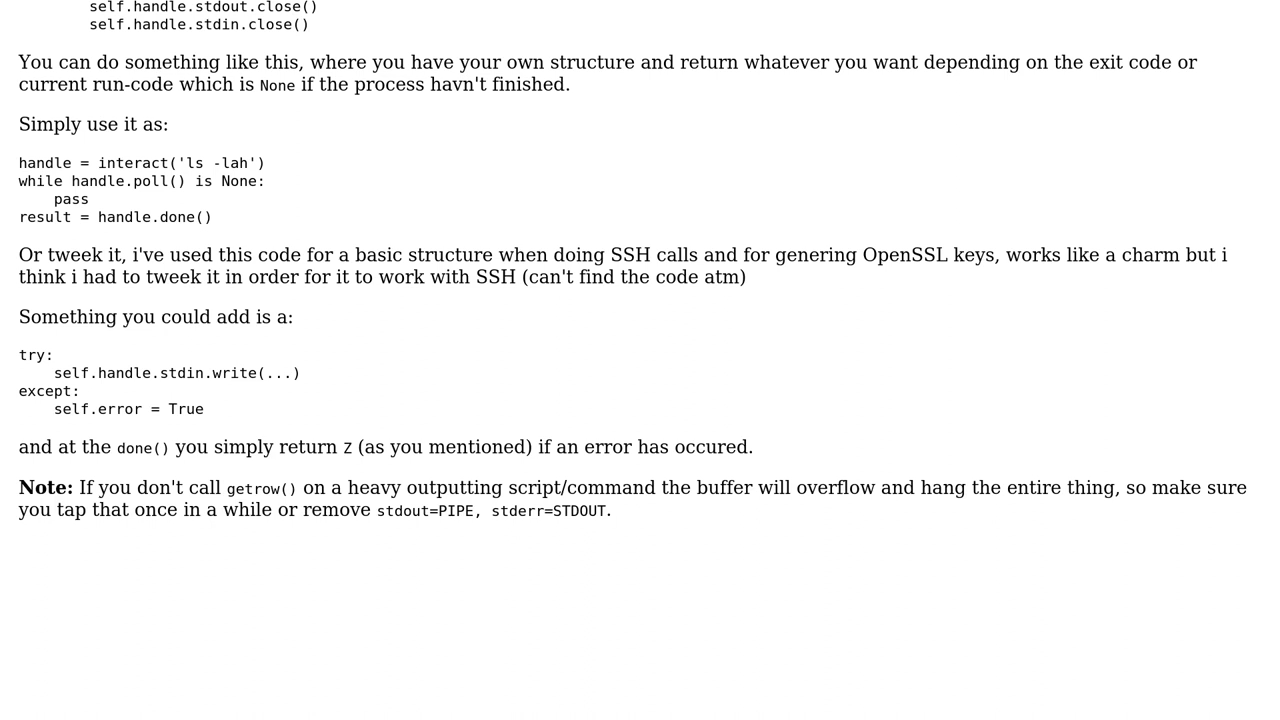 self.handle.stdout.close()
        self.handle.stdin.close()
You can do something like this, where you have your own structure and return whatever you want depending on the exit code or
current run-code which is None if the process havn't finished.
Simply use it as:
handle = interact('ls -lah')
while handle.poll() is None:
    pass
result = handle.done()
Or tweek it, i've used this code for a basic structure when doing SSH calls and for genering OpenSSL keys, works like a charm but i
think i had to tweek it in order for it to work with SSH (can't find the code atm)
Something you could add is a:
try:
    self.handle.stdin.write(...)
except:
    self.error = True
and at the done() you simply return Z (as you mentioned) if an error has occured.
Note: If you don't call getrow() on a heavy outputting script/command the buffer will overflow and hang the entire thing, so make sure
you tap that once in a while or remove stdout=PIPE, stderr=STDOUT.